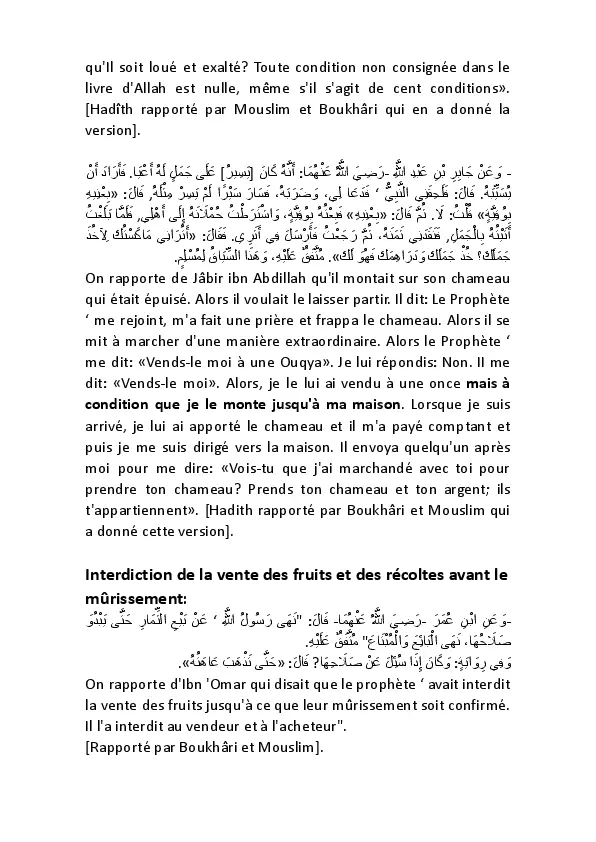 qu'Il soit loué et exalté? Toute condition non consignée dans le
livre d'Allah est nulle, même s'il s'agit de cent conditions».
[Hadîth rapporté par Mouslim et Boukhâri qui en a donné la
version].
- وَعَنْ جَابِرِ بْنِ عَبْدِ اللَّهِ -رَضِيَ اللَّهُ عَنْهُمَا: أَنَّهُ كَانَ [يَسِيرُ] عَلَى جَمَلٍ لَهُ أَعْيَا. فَأَرَادَ أَنْ
يُسَيِّبَهُ. قَالَ: فَلَحِقَنِي النَّبِيُّ ‘ فَدَعَا لِي، وَضَرَبَهُ، فَسَارَ سَيْرًا لَمْ يَسِرْ مِثْلَهُ, قَالَ: «بِعْنِيهِ
بِوُقِيَّةٍ» قُلْتُ: لَا. ثُمَّ قَالَ: «بِعْنِيهِ» فَبِعْتُهُ بِوُقِيَّةٍ، وَاشْتَرَطْتُ حُمْلَانَهُ إِلَى أَهْلِي, فَلَمَّا بَلَغْتُ
أَتَيْتُهُ بِالْجَمَلِ, فَنَقَدَنِي ثَمَنَهُ، ثُمَّ رَجَعْتُ فَأَرْسَلَ فِي أَثَرِي. فَقَالَ: «أَتُرَانِي مَاكَسْتُكَ لِآخُذَ
جَمَلَكَ؟ خُذْ جَمَلَكَ وَدَرَاهِمَكَ فَهُوَ لَكَ». مُتَّفَقٌ عَلَيْهِ، وَهَذَا السِّيَاقُ لِمُسْلِمٍ.
On rapporte de Jâbir ibn Abdillah qu'il montait sur son chameau
qui était épuisé. Alors il voulait le laisser partir. Il dit: Le Prophète
‘ me rejoint, m'a fait une prière et frappa le chameau. Alors il se
mit à marcher d'une manière extraordinaire. Alors le Prophète ‘
me dit: «Vends-le moi à une Ouqya». Je lui répondis: Non. II me
dit: «Vends-le moi». Alors, je le lui ai vendu à une once mais à
condition que je le monte jusqu'à ma maison. Lorsque je suis
arrivé, je lui ai apporté le chameau et il m'a payé comptant et
puis je me suis dirigé vers la maison. Il envoya quelqu'un après
moi pour me dire: «Vois-tu que j'ai marchandé avec toi pour
prendre ton chameau? Prends ton chameau et ton argent; ils
t'appartiennent». [Hadith rapporté par Boukhâri et Mouslim qui
a donné cette version].
Interdiction de la vente des fruits et des récoltes avant le
mûrissement:
-وَعَنِ ابْنِ عُمَرَ -رَضِيَ اللَّهُ عَنْهُمَا- قَالَ: "نَهَى رَسُولُ اللَّهِ ‘ عَنْ بَيْعِ الثِّمَارِ حَتَّى يَبْدُوَ
صَلَاحُهَا، نَهَى الْبَائِعَ وَالْمُبْتَاعَ" مُتَّفَقٌ عَلَيْهِ.
وَفِي رِوَايَةٍ: وَكَانَ إِذَا سُئِلَ عَنْ صَلَاحِهَا? قَالَ: «حَتَّى تَذْهَبَ عَاهَتُهُ».
On rapporte d'Ibn 'Omar qui disait que le prophète ‘ avait interdit
la vente des fruits jusqu'à ce que leur mûrissement soit confirmé.
Il l'a interdit au vendeur et à l'acheteur".
[Rapporté par Boukhâri et Mouslim].